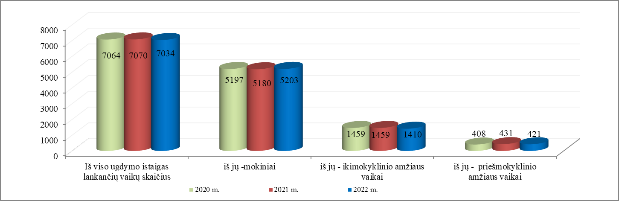 8000
7000
6000
5000
4000
3000
2000
1000
0
7064 7070 7034
5197 5180 5203
1459 1459 1410
408 431 421
Iš viso ugdymo įstaigas
lankančių vaikų skaičius
iš jų -mokiniai
iš jų - ikimokyklinio amžiaus
vaikai
iš jų - priešmokyklinio
amžiaus vaikai
2020 m. 2021 m. 2022 m.